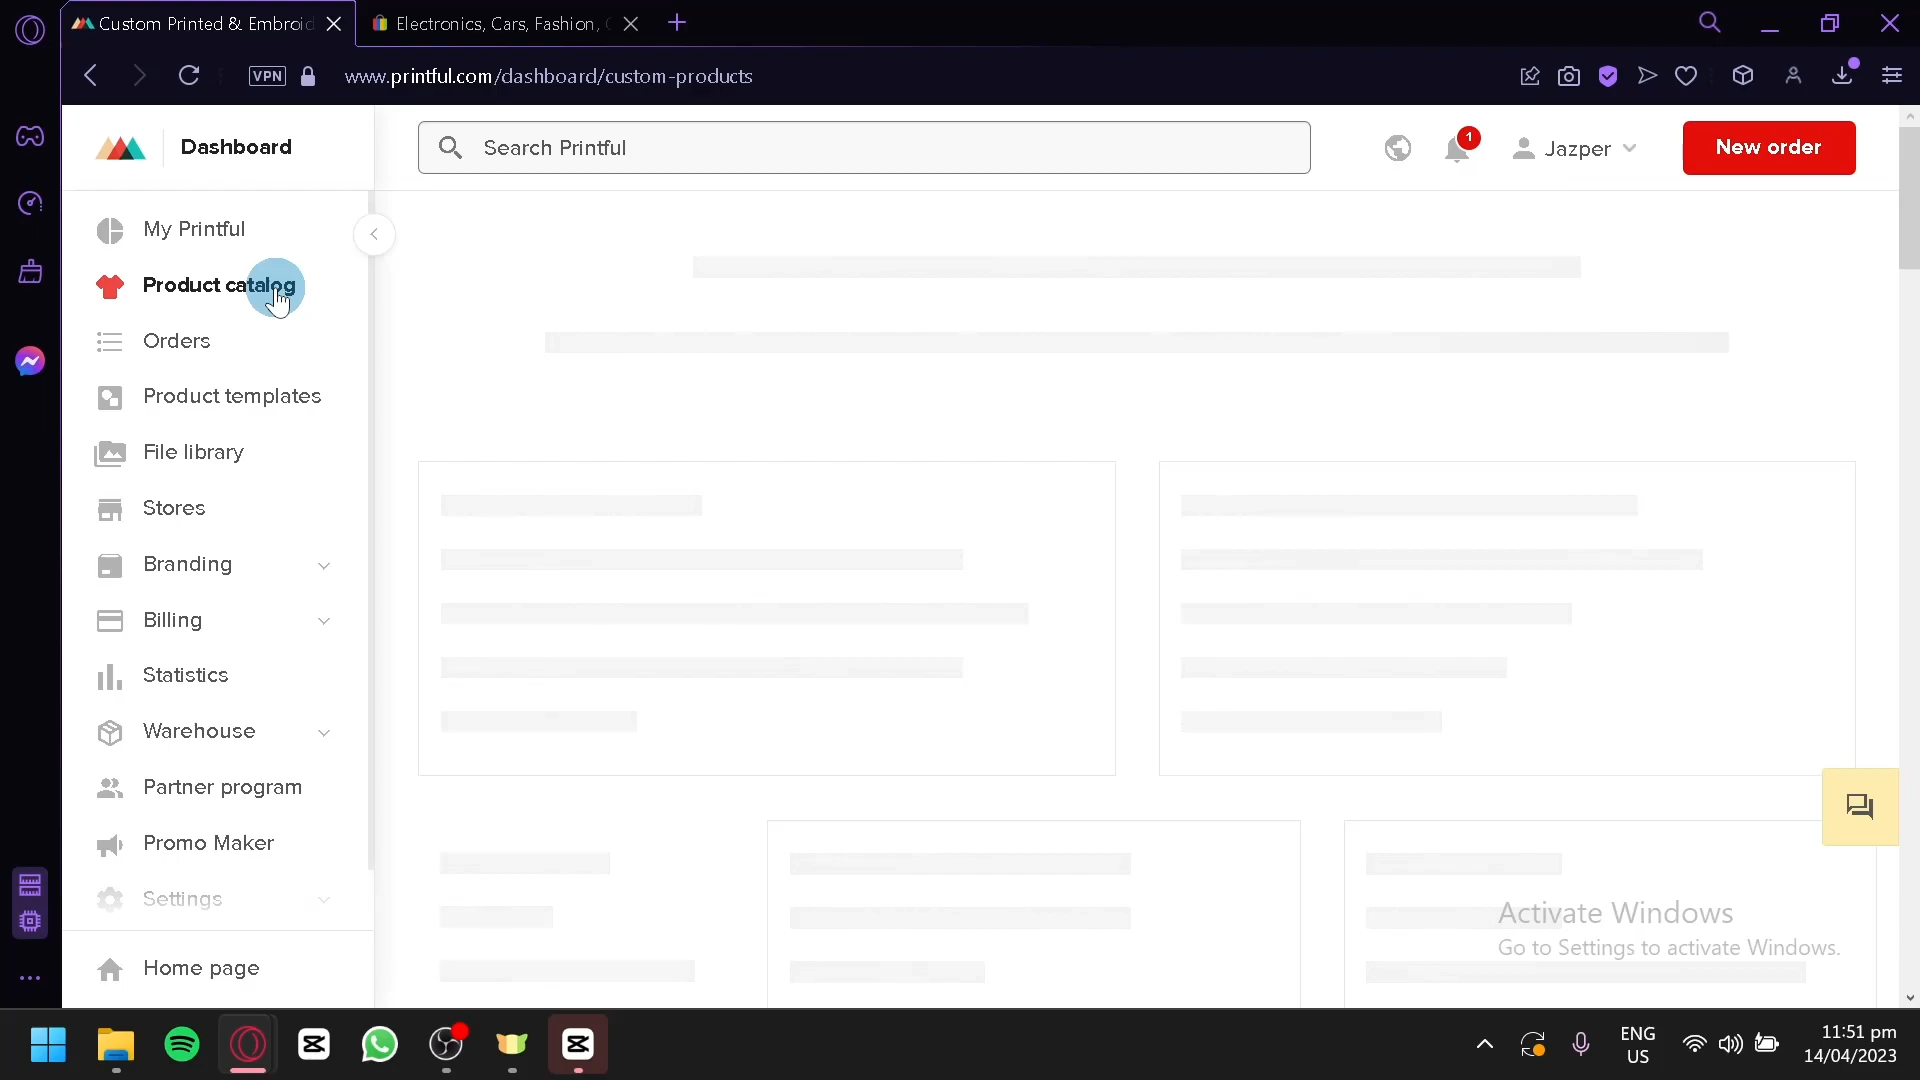 Custom Printed & Embroid
Electronics, Cars, Fashion,
VPN
www.printful.com/dashboard/custom-products
Dashboard
Search Printful
1
Jazper
New order
My Printful
Product catalog
Orders
Product templates
File library
Stores
Branding
Billing
Statistics
Warehouse
Partner program
Promo Maker
Settings
Home page
Activate Windows
Go to Settings to activate Windows.
ENG
US
11:51 pm
14/04/2023